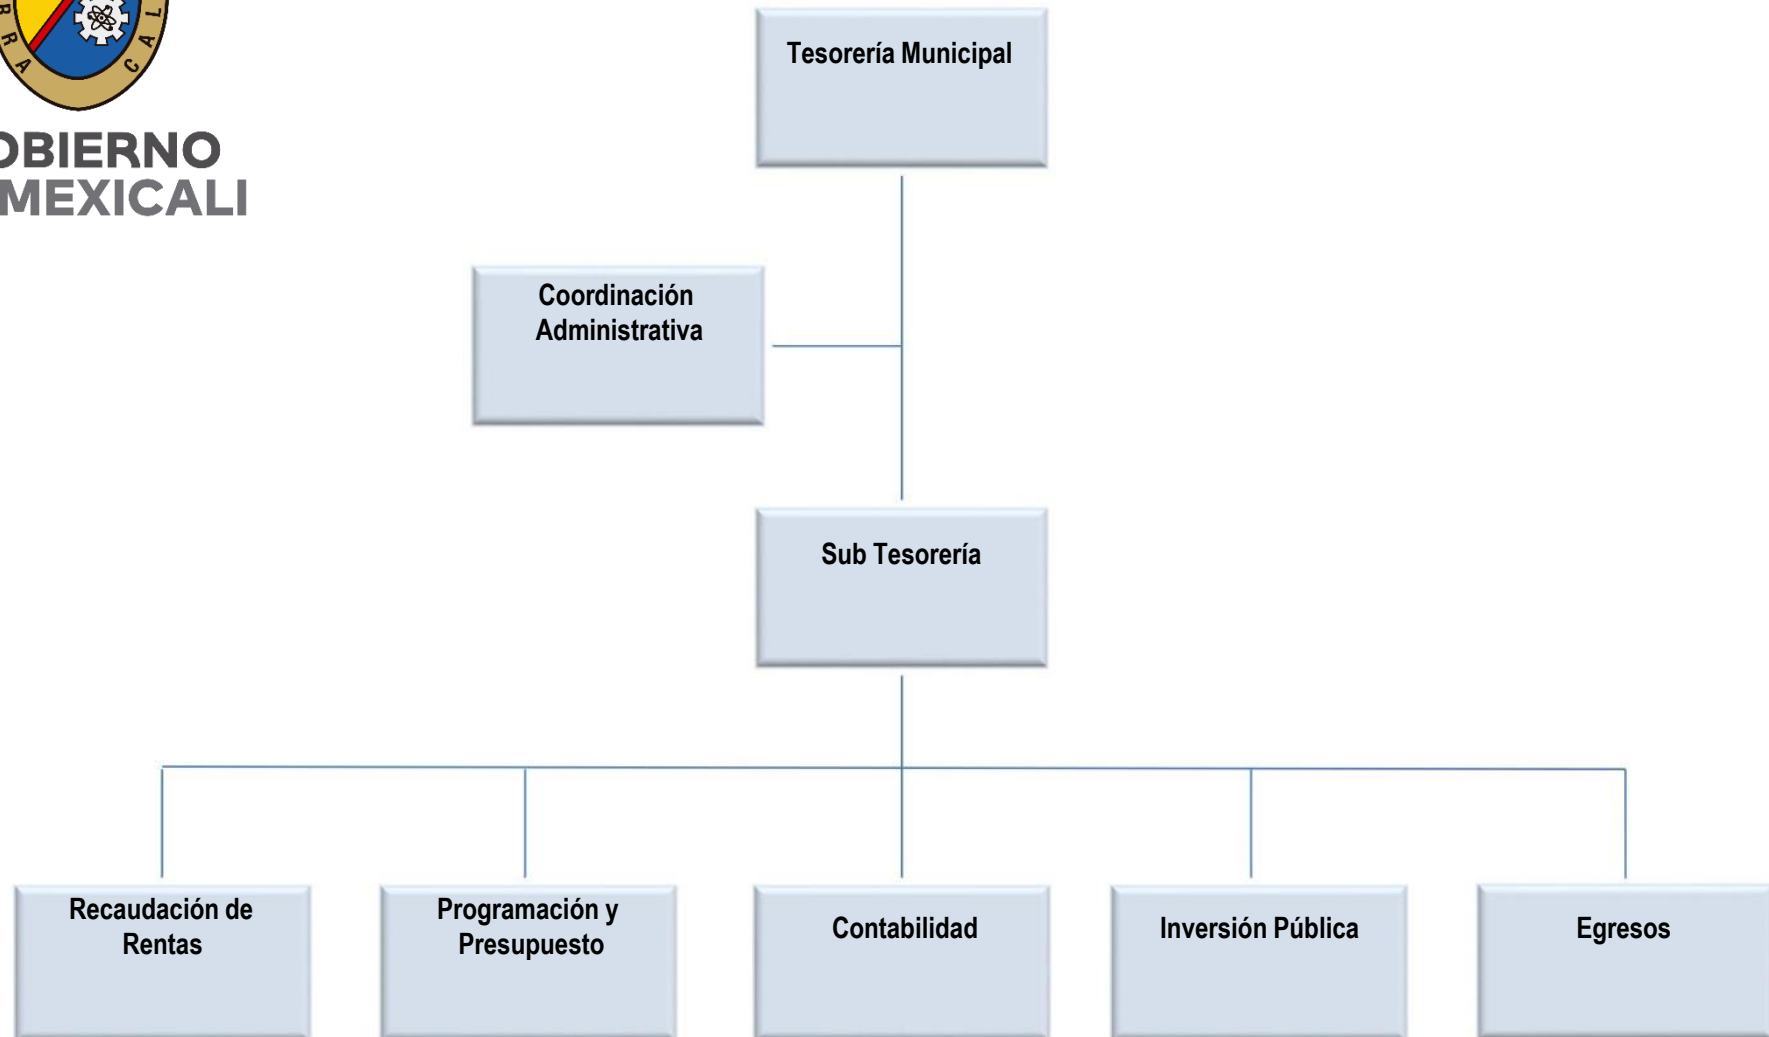 OBIERNO
MEXICALI
Tesorería Municipal
Coordinación
Administrativa
Sub Tesorería
Recaudación de
Rentas
Programación y
Presupuesto
Contabilidad
Inversión Pública
Egresos